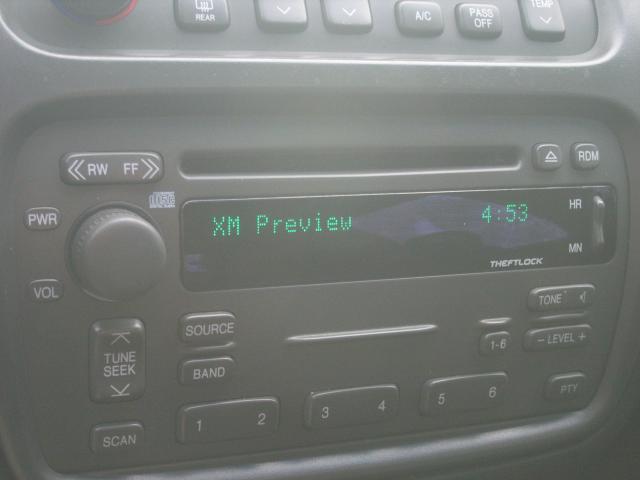 REAR
A/C
PASS OFF
TEMP
RW FF
RDM
PWR
XM Preview 4:53
HR
MN
THEFTLOCK
VOL
TONE
SOURCE
1-6
- LEVEL +
TUNE
SEEK
BAND
PTY
1 2
3 4
5 6
SCAN